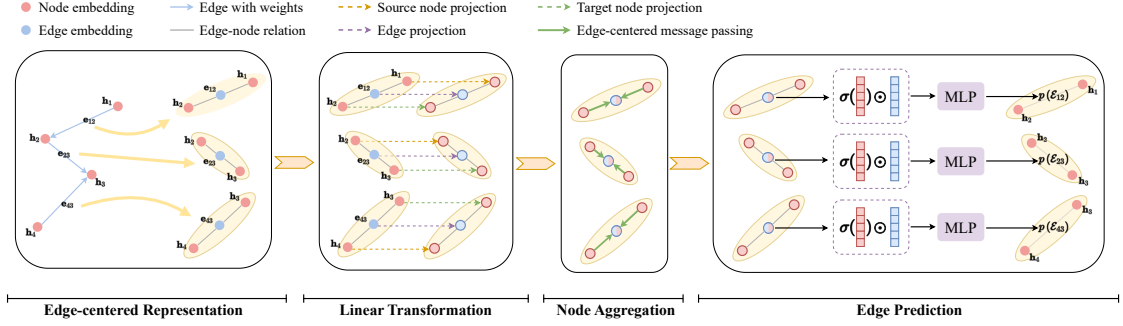 Node embedding
Edge with weights
Source node projection
Target node projection
Edge embedding
Edge-node relation
Edge projection
Edge-centered message passing
h₁
e₁₂
h₂
e₂₃
h₃
e₄₃
h₄
h₁
e₁₂
h₂
h₂
e₂₃
h₃
h₃
e₄₃
h₄
h₁
e₁₂
h₂
h₂
e₂₃
h₃
h₃
e₄₃
h₄
σ( )⊙
MLP
p(ℰ₁₂)
h₁
h₂
σ( )⊙
MLP
p(ℰ₂₃)
h₂
h₃
σ( )⊙
MLP
p(ℰ₄₃)
h₃
h₄
Edge-centered Representation
Linear Transformation
Node Aggregation
Edge Prediction